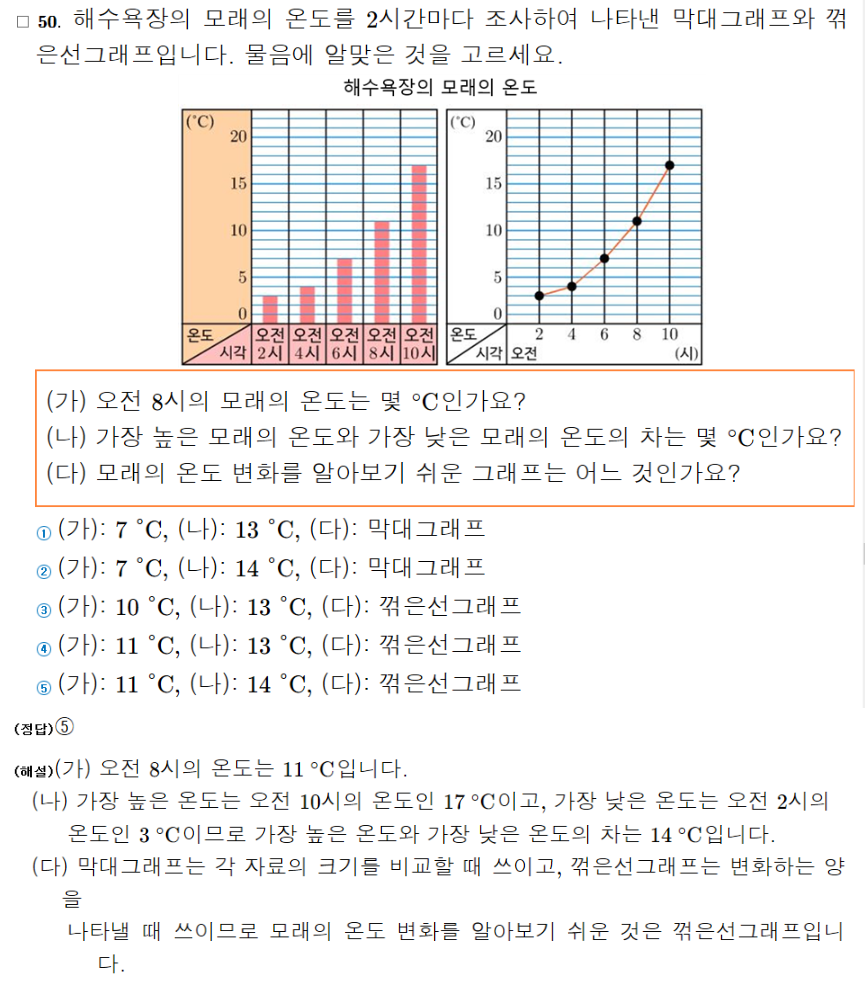 □ 50. 해수욕장의 모래의 온도를 2시간마다 조사하여 나타낸 막대그래프와 꺾
은선그래프입니다. 물음에 알맞은 것을 고르세요.
해수욕장의 모래의 온도
(℃)
20
15
10
5
0
온도
시각
오전 오전 오전 오전 오전
2시 4시 6시 8시 10시
(℃)
20
15
10
5
0
온도
시각
2 4 6 8 10
오전 (시)
(가) 오전 8시의 모래의 온도는 몇 ℃인가요?
(나) 가장 높은 모래의 온도와 가장 낮은 모래의 온도의 차는 몇 ℃인가요?
(다) 모래의 온도 변화를 알아보기 쉬운 그래프는 어느 것인가요?
① (가): 7 ℃, (나): 13 ℃, (다): 막대그래프
② (가): 7 ℃, (나): 14 ℃, (다): 막대그래프
③ (가): 10 ℃, (나): 13 ℃, (다): 꺾은선그래프
④ (가): 11 ℃, (나): 13 ℃, (다): 꺾은선그래프
⑤ (가): 11 ℃, (나): 14 ℃, (다): 꺾은선그래프
(정답)⑤
(해설)(가) 오전 8시의 온도는 11 ℃입니다.
(나) 가장 높은 온도는 오전 10시의 온도인 17 ℃이고, 가장 낮은 온도는 오전 2시의
온도인 3 ℃이므로 가장 높은 온도와 가장 낮은 온도의 차는 14 ℃입니다.
(다) 막대그래프는 각 자료의 크기를 비교할 때 쓰이고, 꺾은선그래프는 변화하는 양
을
나타낼 때 쓰이므로 모래의 온도 변화를 알아보기 쉬운 것은 꺾은선그래프입니
다.